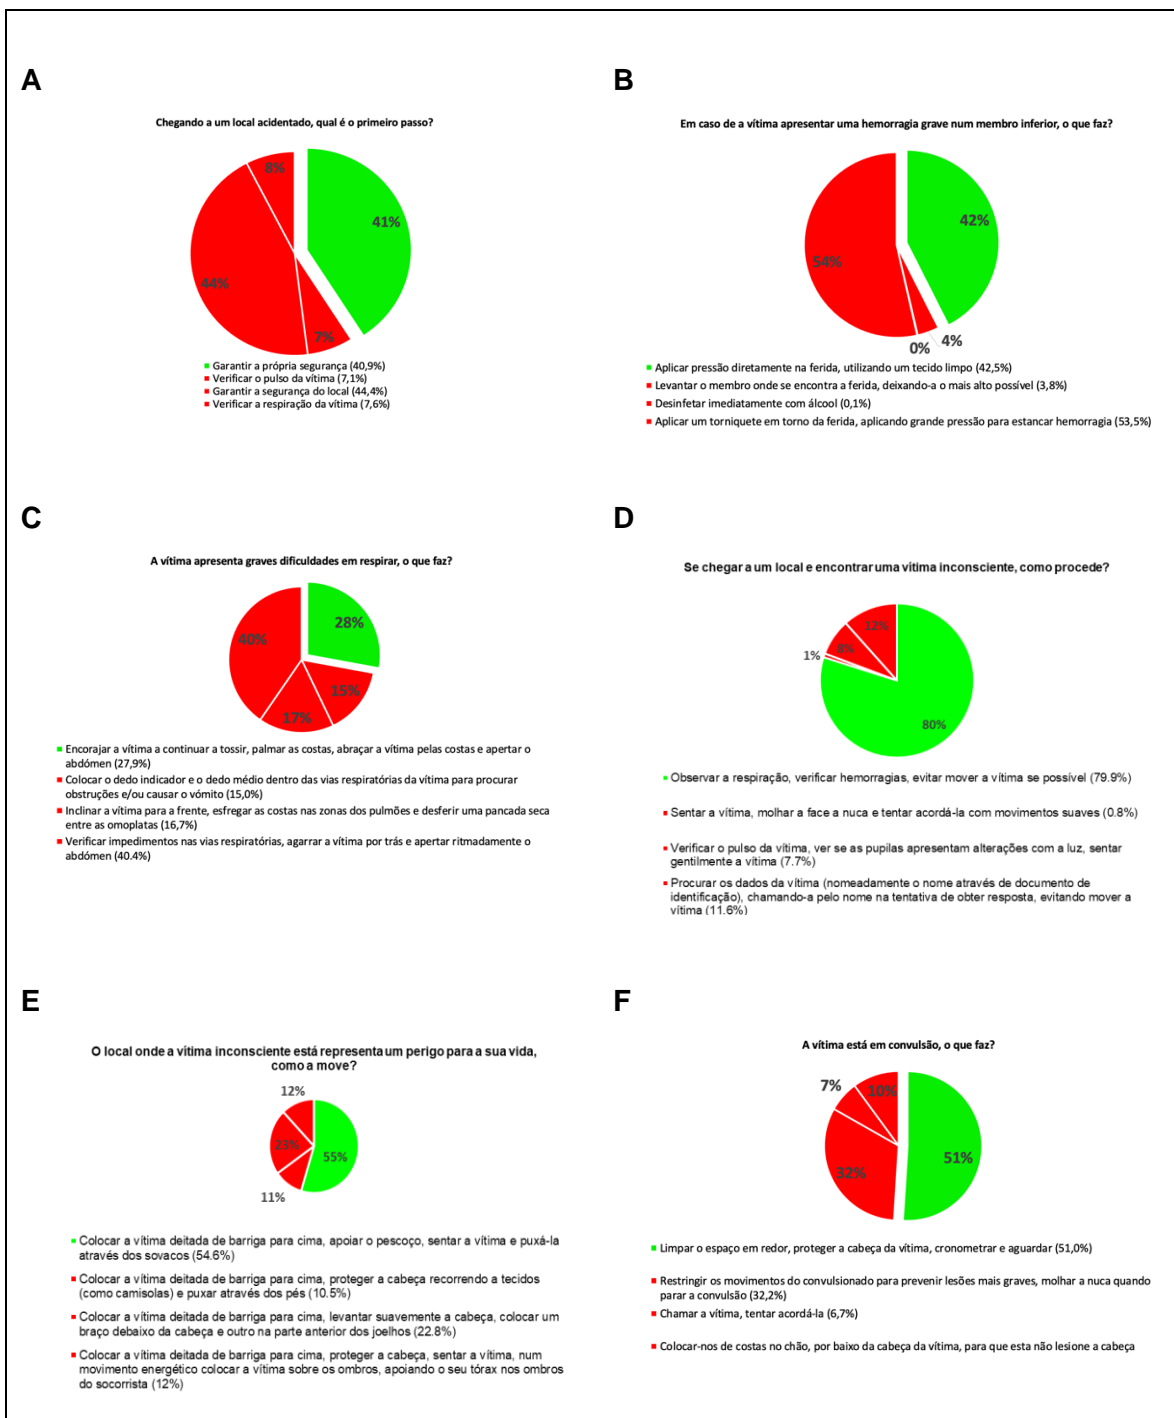 A
Chegando a um local acidentado, qual é o primeiro passo?
8%
41%
44%
7%
Garantir a própria segurança (40,9%)
Verificar o pulso da vítima (7,1%)
Garantir a segurança do local (44,4%)
Verificar a respiração da vítima (7,6%)
B
Em caso de a vítima apresentar uma hemorragia grave num membro inferior, o que faz?
42%
54%
0%
4%
Aplicar pressão diretamente na ferida, utilizando um tecido limpo (42,5%)
Levantar o membro onde se encontra a ferida, deixando-a o mais alto possível (3,8%)
Desinfetar imediatamente com álcool (0,1%)
Aplicar um torniquete em torno da ferida, aplicando grande pressão para estancar hemorragia (53,5%)
C
A vítima apresenta graves dificuldades em respirar, o que faz?
28%
40%
15%
17%
Encorajar a vítima a continuar a tossir, palmar as costas, abraçar a vítima pelas costas e apertar o
abdómen (27,9%)
Colocar o dedo indicador e o dedo médio dentro das vias respiratórias da vítima para procurar
obstruções e/ou causar o vómito (15,0%)
Inclinar a vítima para a frente, esfregar as costas nas zonas dos pulmões e desferir uma pancada seca
entre as omoplatas (16,7%)
Verificar impedimentos nas vias respiratórias, agarrar a vítima por trás e apertar ritmadamente o
abdómen (40.4%)
D
Se chegar a um local e encontrar uma vítima inconsciente, como procede?
12%
8%
1%
80%
Observar a respiração, verificar hemorragias, evitar mover a vítima se possível (79.9%)
Sentar a vítima, molhar a face a nuca e tentar acordá-la com movimentos suaves (0.8%)
Verificar o pulso da vítima, ver se as pupilas apresentam alterações com a luz, sentar
gentilmente a vítima (7.7%)
Procurar os dados da vítima (nomeadamente o nome através de documento de
identificação), chamando-a pelo nome na tentativa de obter resposta, evitando mover a
vítima (11.6%)
E
O local onde a vítima inconsciente está representa um perigo para a sua vida,
como a move?
12%
23%
55%
11%
Colocar a vítima deitada de barriga para cima, apoiar o pescoço, sentar a vítima e puxá-la
através dos sovacos (54.6%)
Colocar a vítima deitada de barriga para cima, proteger a cabeça recorrendo a tecidos
(como camisolas) e puxar através dos pés (10.5%)
Colocar a vítima deitada de barriga para cima, levantar suavemente a cabeça, colocar um
braço debaixo da cabeça e outro na parte anterior dos joelhos (22.8%)
Colocar a vítima deitada de barriga para cima, proteger a cabeça, sentar a vítima, num
movimento energético colocar a vítima sobre os ombros, apoiando o seu tórax nos ombros
do socorrista (12%)
F
A vítima está em convulsão, o que faz?
7%
10%
51%
32%
Limpar o espaço em redor, proteger a cabeça da vítima, cronometrar e aguardar (51,0%)
Restringir os movimentos do convulsionado para prevenir lesões mais graves, molhar a nuca quando
parar a convulsão (32,2%)
Chamar a vítima, tentar acordá-la (6,7%)
Colocar-nos de costas no chão, por baixo da cabeça da vítima, para que esta não lesione a cabeça